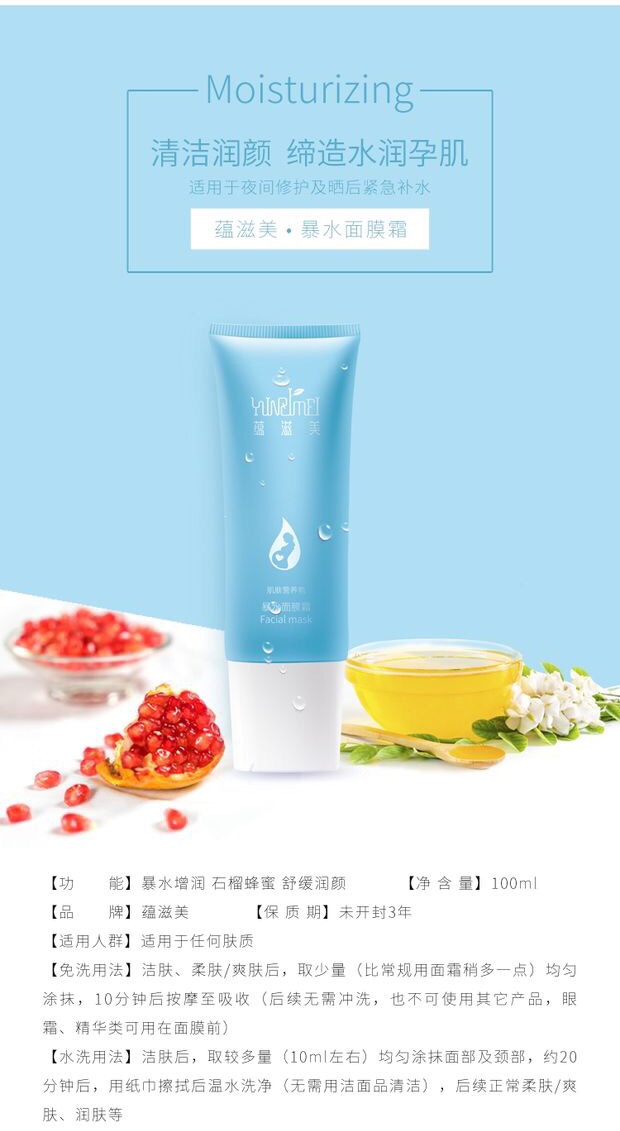 Moisturizing
清洁润颜 缔造水润孕肌
适用于夜间修护及晒后紧急补水
蕴滋美·暴水面膜霜
YUNZIMEI
蕴滋美
肌肤营养瓶
暴水面膜霜
Facial mask
【功 能】暴水增润 石榴蜂蜜 舒缓润颜 【净 含 量】100ml
【品 牌】蕴滋美 【保 质 期】未开封3年
【适用人群】适用于任何肤质
【免洗用法】洁肤、柔肤/爽肤后，取少量（比常规用面霜稍多一点）均匀
涂抹，10分钟后按摩至吸收（后续无需冲洗，也不可使用其它产品，眼
霜、精华类可用在面膜前）
【水洗用法】洁肤后，取较多量（10ml左右）均匀涂抹面部及颈部，约20
分钟后，用纸巾擦拭后温水洗净（无需用洁面品清洁），后续正常柔肤/爽
肤、润肤等